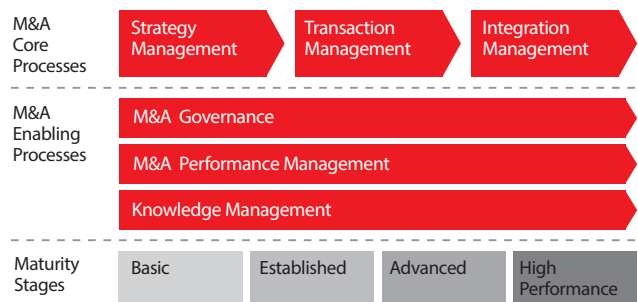 M&A
Core
Processes
Strategy
Management
Transaction
Management
Integration
Management
M&A
Enabling
Processes
M&A Governance
M&A Performance Management
Knowledge Management
Maturity
Stages
Basic
Established
Advanced
High
Performance